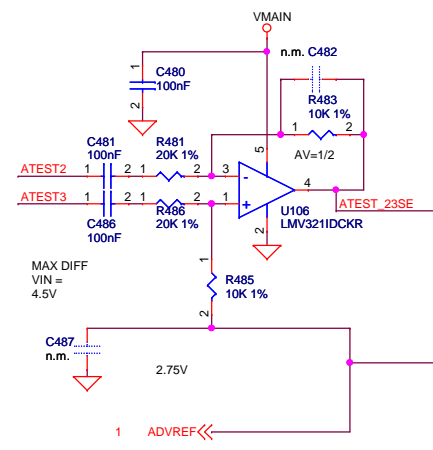 VMAIN
n.m. C482
1
C480
100nF
2
R483
10K 1%
1 2
AV=1/2
C481
100nF
R481
20K 1%
5
ATEST2 1 2 1 2 3 -
4
ATEST3 1 2 1 2 1 +
ATEST_23SE
C486
100nF
R486
20K 1%
U106
LMV321IDCKR
2
MAX DIFF
VIN =
4.5V
1
R485
10K 1%
2
C487
n.m.
2.75V
1 ADVREF